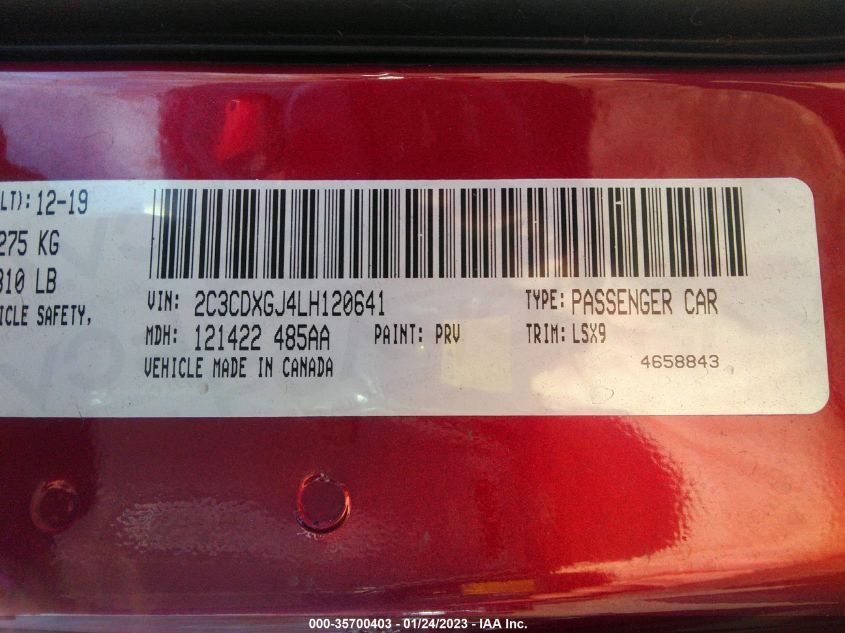 LT): 12-19
275 KG
310 LB
ICLE SAFETY,
VIN: 2C3CDXGJ4LH120641 TYPE: PASSENGER CAR
MDH: 121422 485AA PAINT: PRV TRIM: LSX9
VEHICLE MADE IN CANADA 4658843
000-35700403 - 01/24/2023 - IAA Inc.